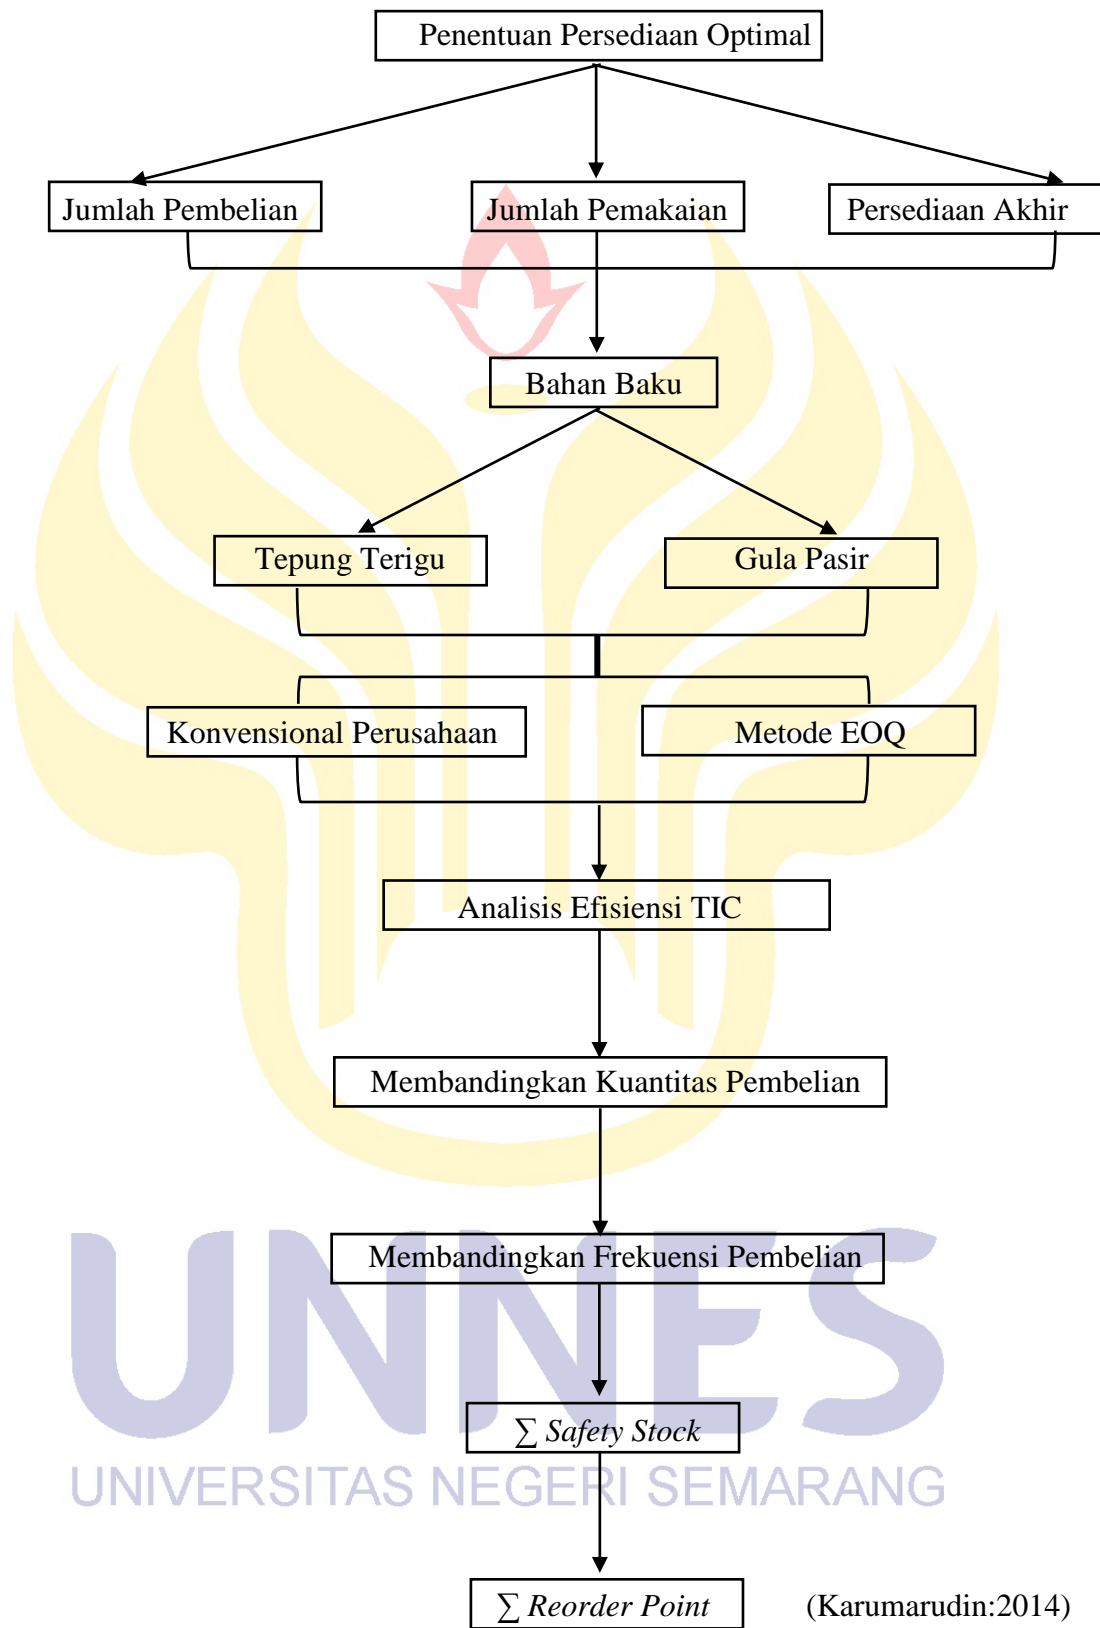 Penentuan Persediaan Optimal
Jumlah Pembelian
Jumlah Pemakaian
Persediaan Akhir
Bahan Baku
Tepung Terigu
Gula Pasir
Konvensional Perusahaan
Metode EOQ
Analisis Efisiensi TIC
Membandingkan Kuantitas Pembelian
Membandingkan Frekuensi Pembelian
∑ Safety Stock
∑ Reorder Point
(Karumarudin:2014)
UNNES
UNIVERSITAS NEGERI SEMARANG